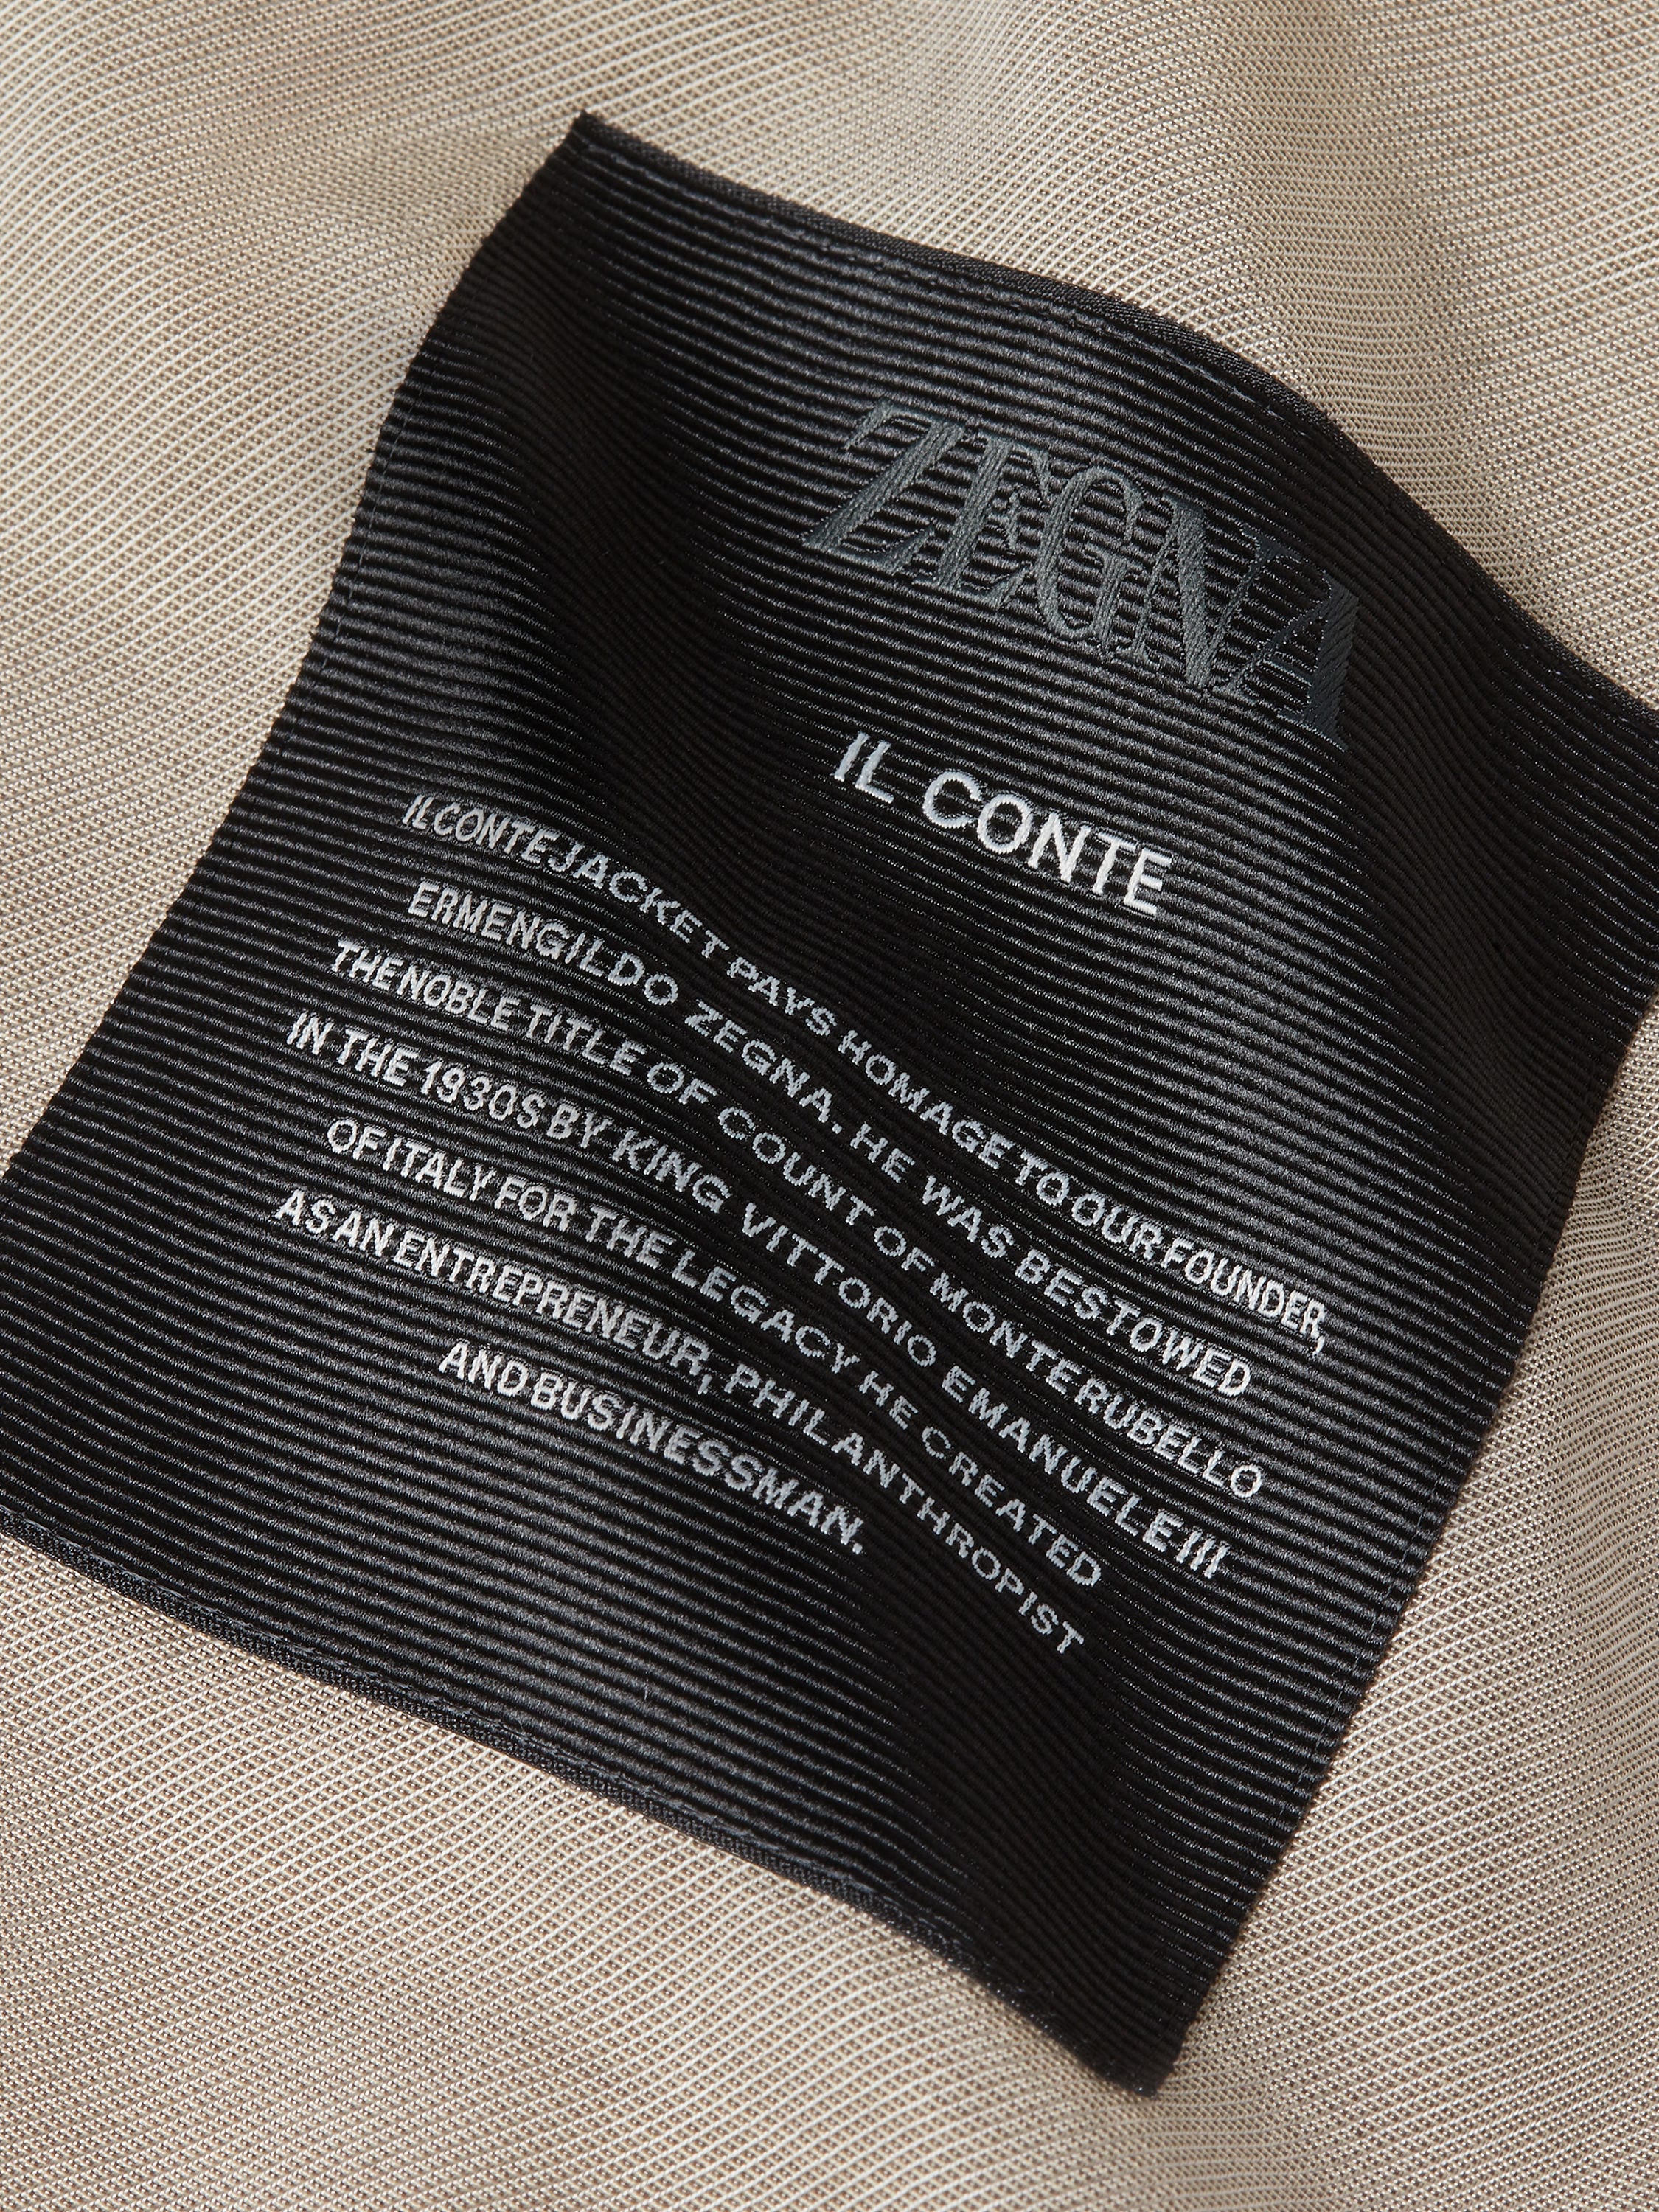 ZEGNA
IL CONTE
IL CONTE JACKET PAYS HOMAGE TO OUR FOUNDER,
ERMENGILDO ZEGNA. HE WAS BESTOWED
THE NOBLE TITLE OF COUNT OF MONTERUBELLO
IN THE 1930S BY KING VITTORIO EMANUELE III
OF ITALY FOR THE LEGACY HE CREATED
AS AN ENTREPRENEUR, PHILANTHROPIST
AND BUSINESSMAN.